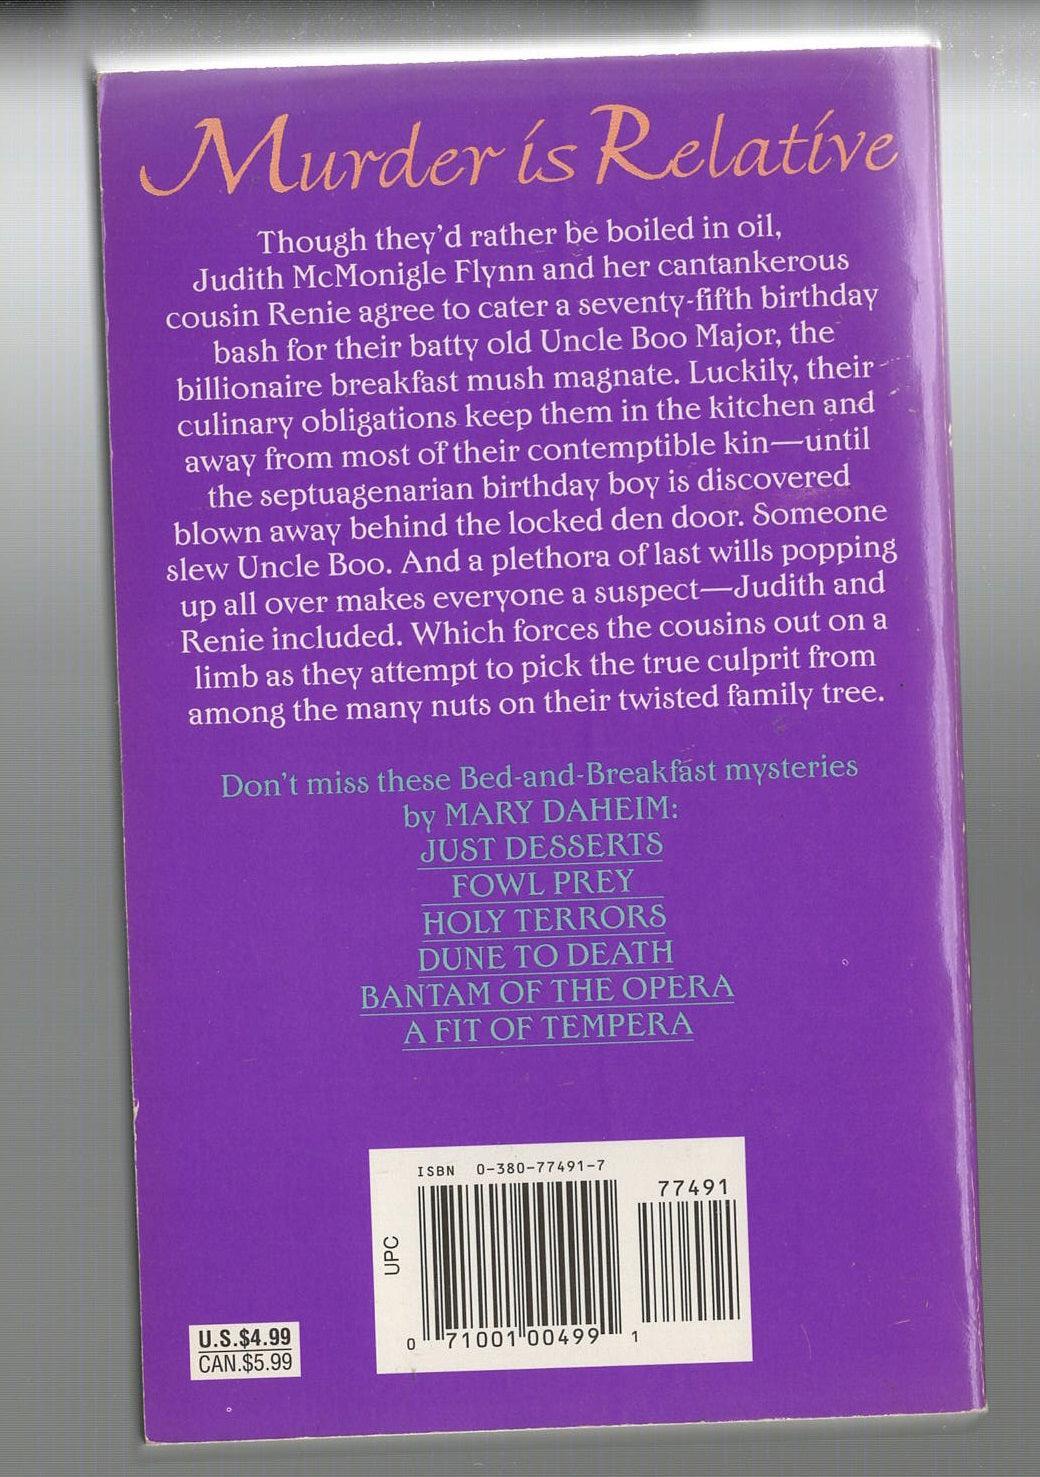 Murder is Relative
Though they'd rather be boiled in oil,
Judith McMonigle Flynn and her cantankerous
cousin Renie agree to cater a seventy-fifth birthday
bash for their batty old Uncle Boo Major, the
billionaire breakfast mush magnate. Luckily, their
culinary obligations keep them in the kitchen and
away from most of their contemptible kin—until
the septuagenarian birthday boy is discovered
blown away behind the locked den door. Someone
slew Uncle Boo. And a plethora of last wills popping
up all over makes everyone a suspect—Judith and
Renie included. Which forces the cousins out on a
limb as they attempt to pick the true culprit from
among the many nuts on their twisted family tree.
Don't miss these Bed-and-Breakfast mysteries
by MARY DAHEIM:
JUST DESSERTS
FOWL PREY
HOLY TERRORS
DUNE TO DEATH
BANTAM OF THE OPERA
A FIT OF TEMPERA
ISBN 0-380-77491-7
77491
UPC
0 71001 00499 1
U.S.$4.99
CAN.$5.99